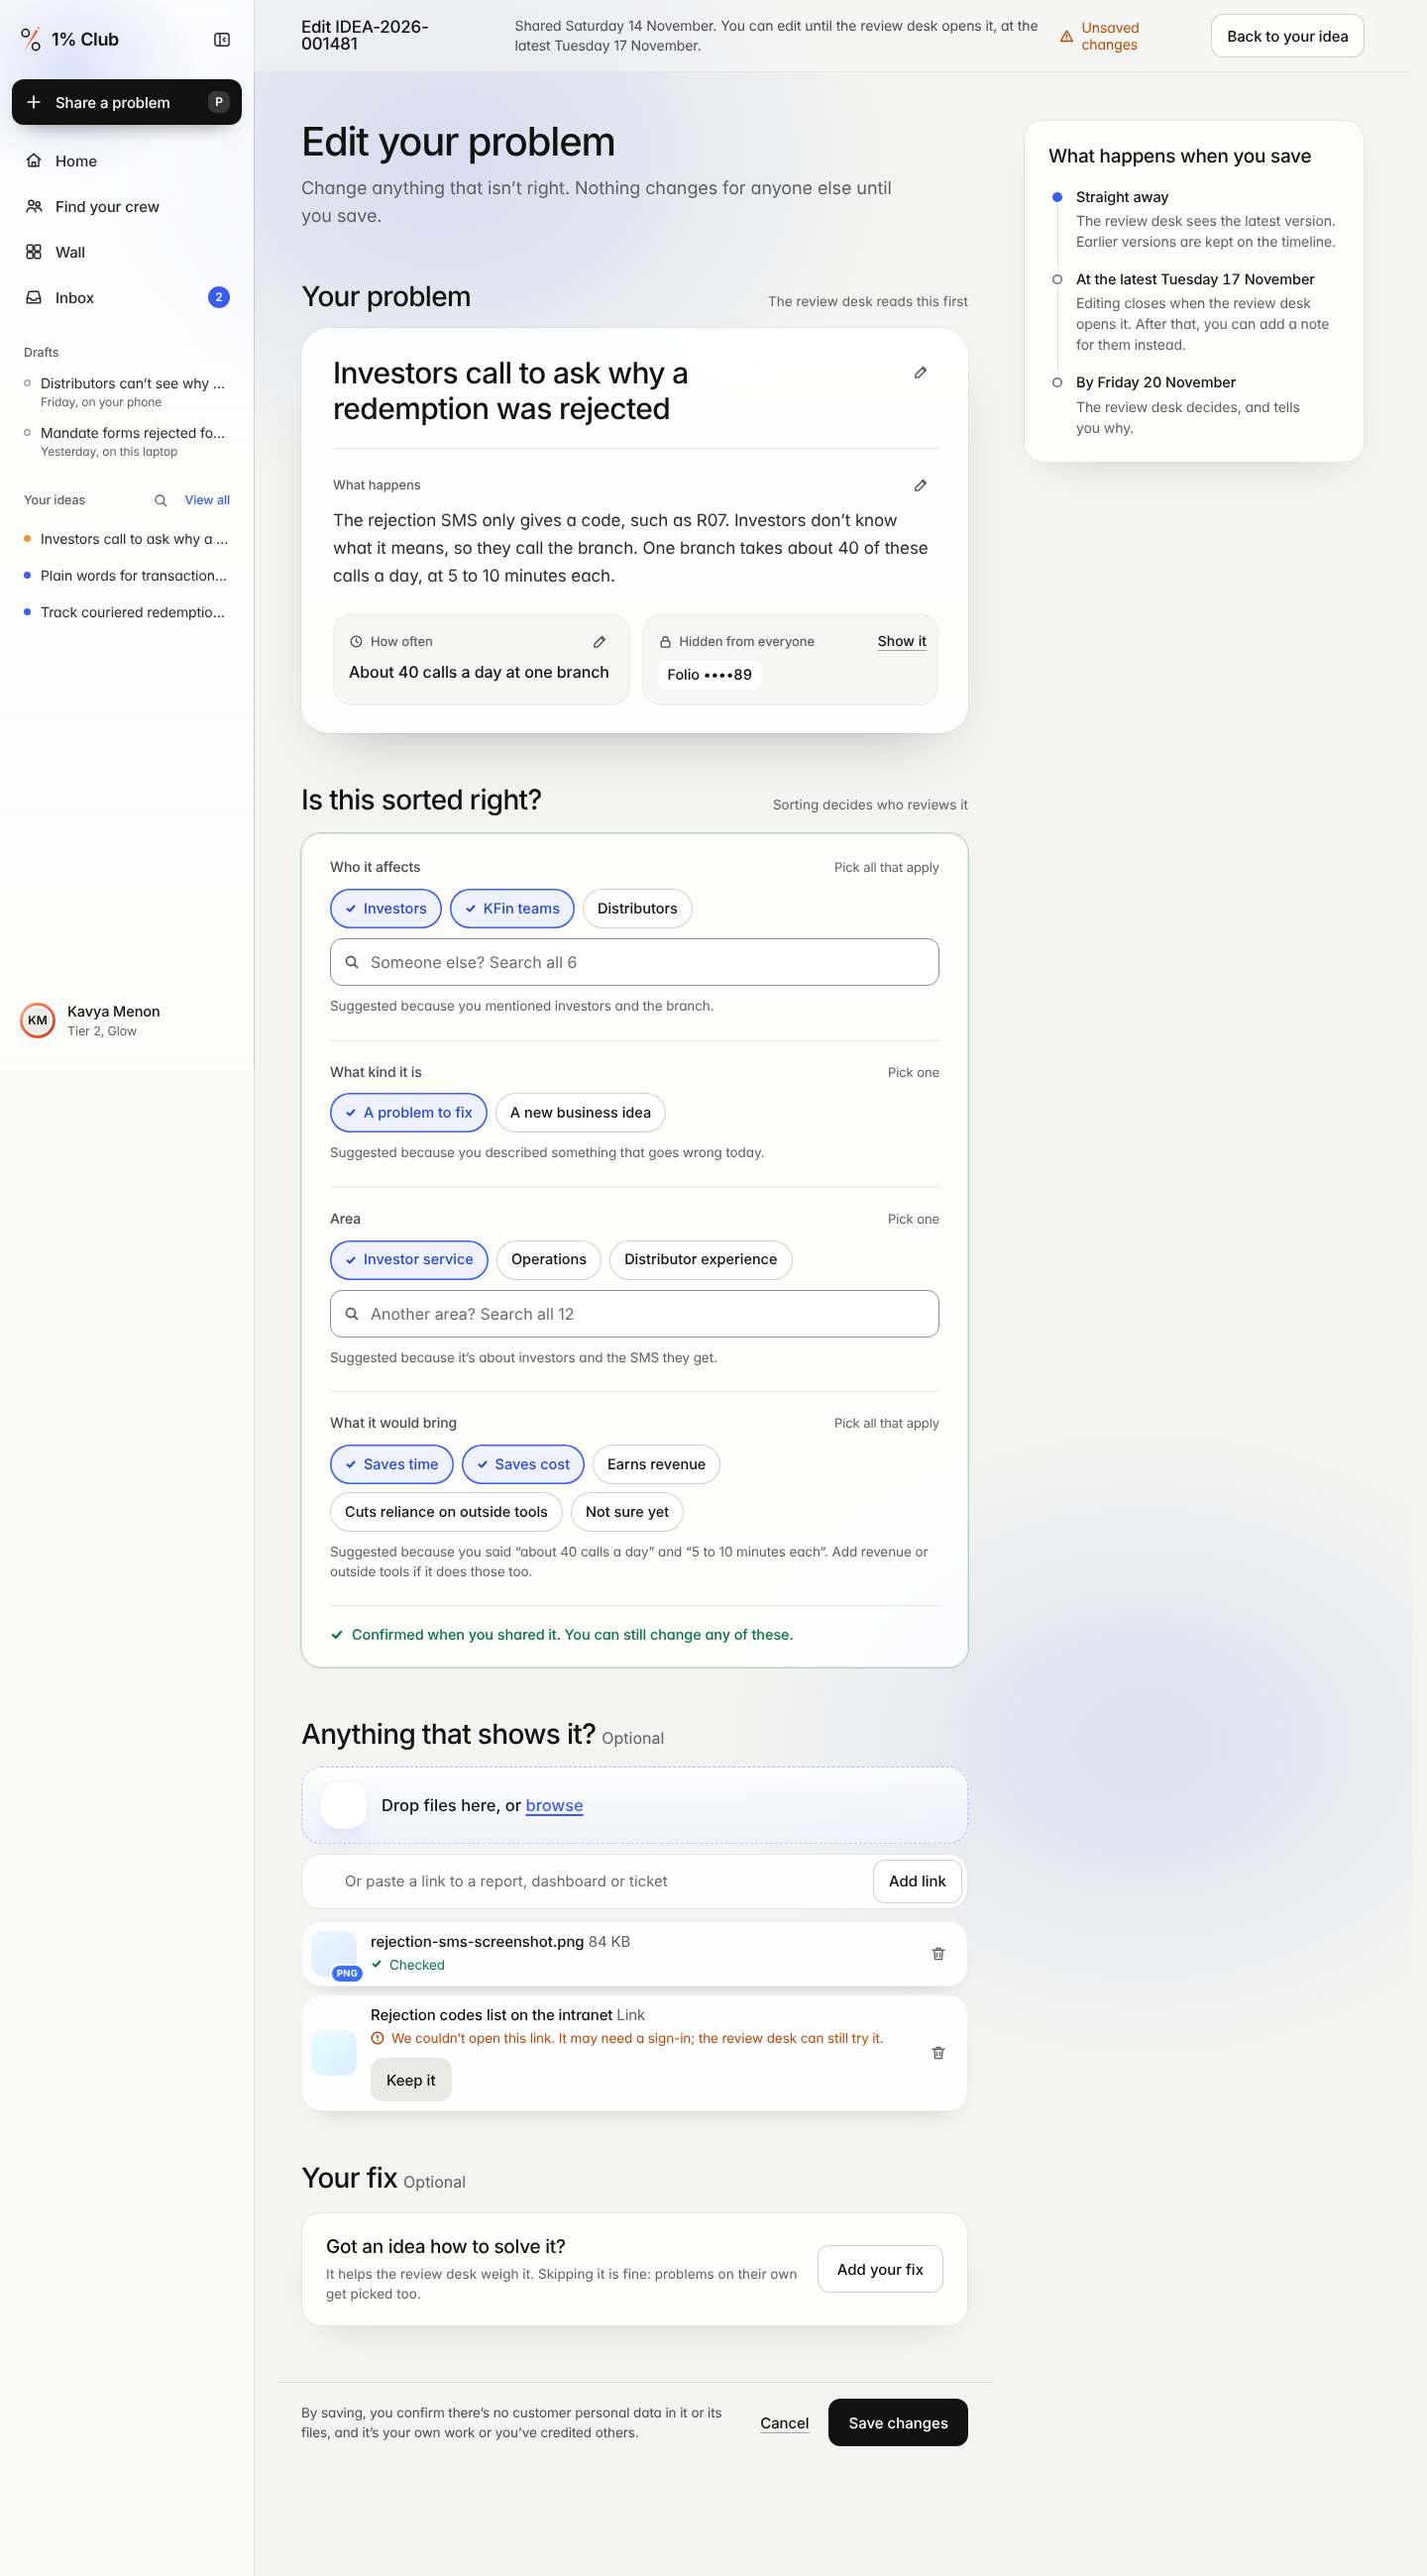 1% Club
Share a problem P
Home
Find your crew
Wall
Inbox 2
Drafts
Distributors can’t see why ...
Friday, on your phone
Mandate forms rejected fo...
Yesterday, on this laptop
Your ideas View all
Investors call to ask why a ...
Plain words for transaction...
Track couriered redemptio...
KM Kavya Menon
Tier 2, Glow
Edit IDEA-2026-
001481
Shared Saturday 14 November. You can edit until the review desk opens it, at the
latest Tuesday 17 November.
Unsaved
changes
Back to your idea
Edit your problem
Change anything that isn’t right. Nothing changes for anyone else until
you save.
Your problem The review desk reads this first
Investors call to ask why a
redemption was rejected
What happens
The rejection SMS only gives a code, such as R07. Investors don’t know
what it means, so they call the branch. One branch takes about 40 of these
calls a day, at 5 to 10 minutes each.
How often
About 40 calls a day at one branch
Hidden from everyone Show it
Folio ••••89
Is this sorted right? Sorting decides who reviews it
Who it affects Pick all that apply
Investors KFin teams Distributors
Someone else? Search all 6
Suggested because you mentioned investors and the branch.
What kind it is Pick one
A problem to fix A new business idea
Suggested because you described something that goes wrong today.
Area Pick one
Investor service Operations Distributor experience
Another area? Search all 12
Suggested because it’s about investors and the SMS they get.
What it would bring Pick all that apply
Saves time Saves cost Earns revenue
Cuts reliance on outside tools Not sure yet
Suggested because you said “about 40 calls a day” and “5 to 10 minutes each”. Add revenue or
outside tools if it does those too.
Confirmed when you shared it. You can still change any of these.
Anything that shows it? Optional
Drop files here, or browse
Or paste a link to a report, dashboard or ticket Add link
rejection-sms-screenshot.png 84 KB
PNG Checked
Rejection codes list on the intranet Link
We couldn’t open this link. It may need a sign-in; the review desk can still try it.
Keep it
Your fix Optional
Got an idea how to solve it?
It helps the review desk weigh it. Skipping it is fine: problems on their own
get picked too.
Add your fix
By saving, you confirm there’s no customer personal data in it or its
files, and it’s your own work or you’ve credited others.
Cancel Save changes
What happens when you save
Straight away
The review desk sees the latest version.
Earlier versions are kept on the timeline.
At the latest Tuesday 17 November
Editing closes when the review desk
opens it. After that, you can add a note
for them instead.
By Friday 20 November
The review desk decides, and tells
you why.